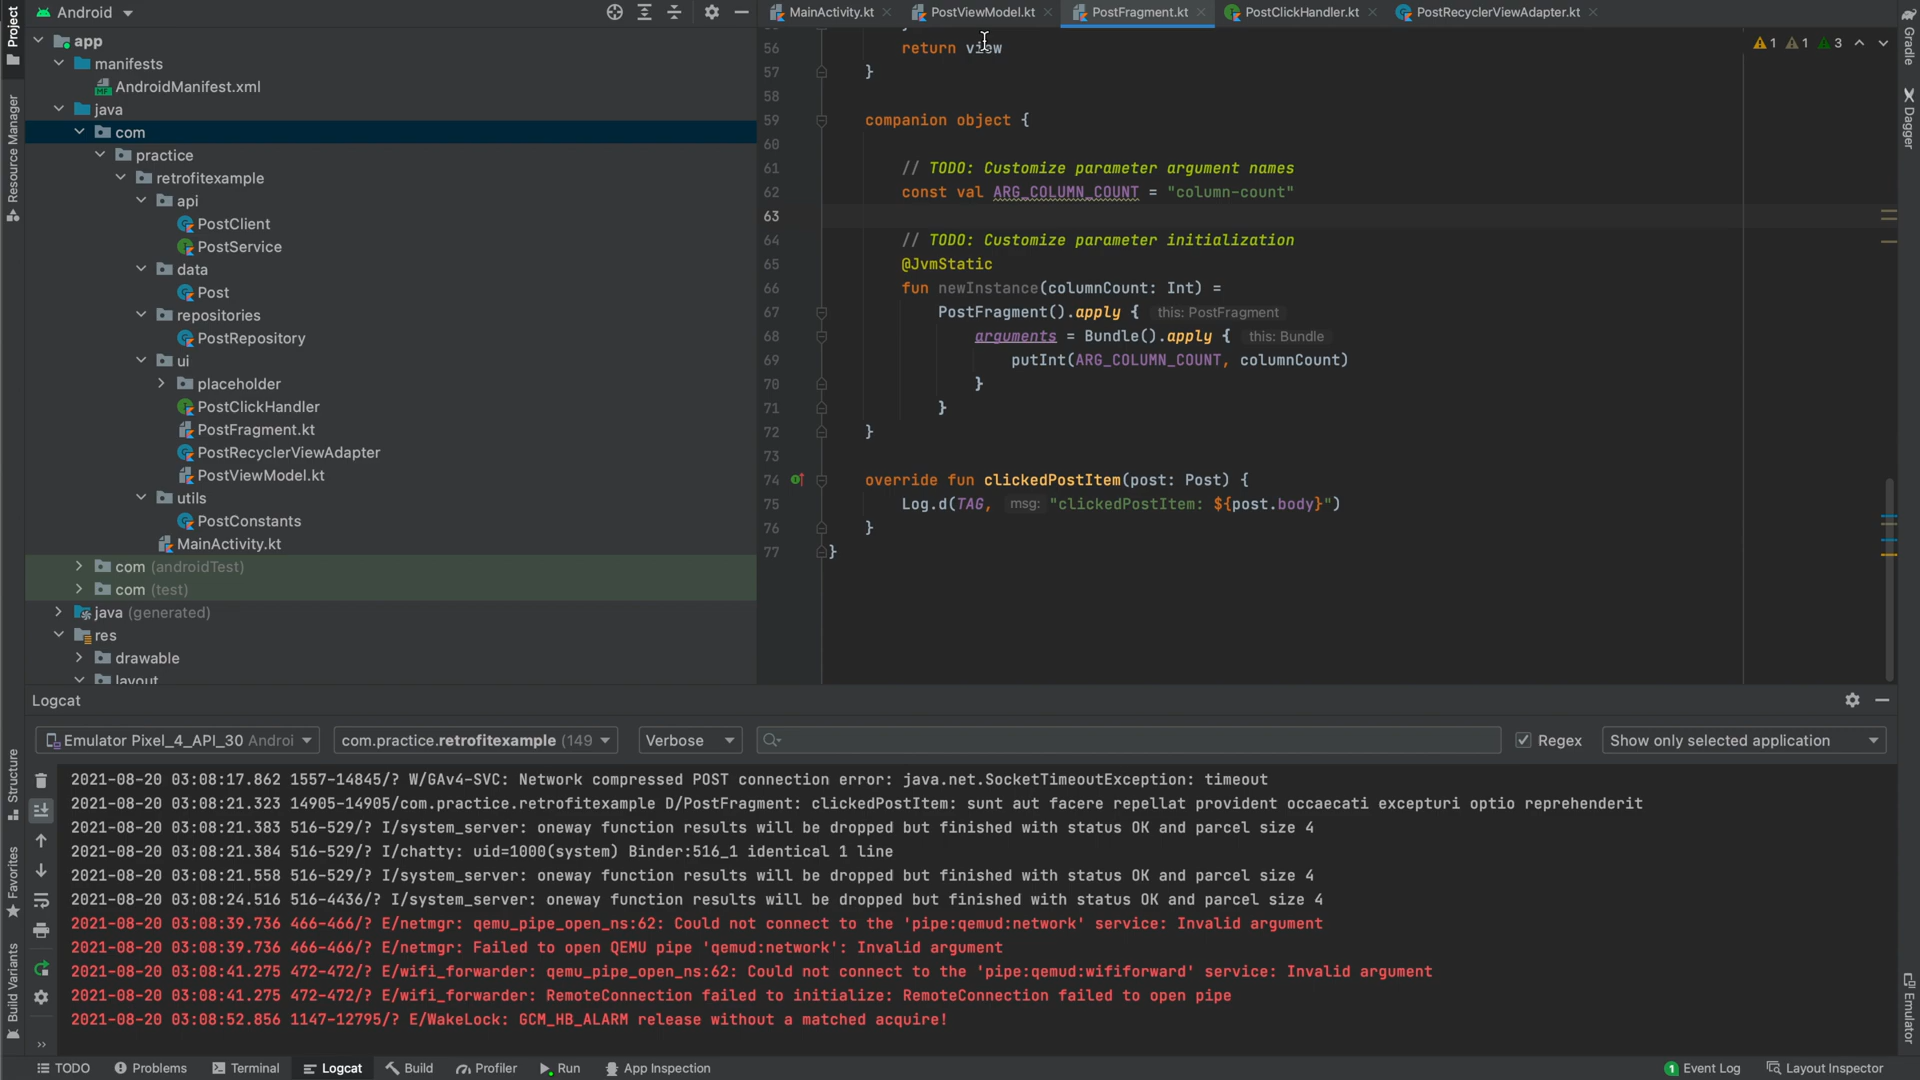 Project
Resource Manager
Structure
Favorites
Build Variants
Android
app
manifests
AndroidManifest.xml
java
com
practice
retrofitexample
api
PostClient
PostService
data
Post
repositories
PostRepository
ui
placeholder
PostClickHandler
PostFragment.kt
PostRecyclerViewAdapter
PostViewModel.kt
utils
PostConstants
MainActivity.kt
com (androidTest)
com (test)
java (generated)
res
drawable
layout
MainActivity.kt PostViewModel.kt PostFragment.kt PostClickHandler.kt PostRecyclerViewAdapter.kt
1 1 3
56 return view
57 }
58
59 companion object {
60
61 // TODO: Customize parameter argument names
62 const val ARG_COLUMN_COUNT = "column-count"
63
64 // TODO: Customize parameter initialization
65 @JvmStatic
66 fun newInstance(columnCount: Int) =
67 PostFragment().apply { this: PostFragment
68 arguments = Bundle().apply { this: Bundle
69 putInt(ARG_COLUMN_COUNT, columnCount)
70 }
71 }
72 }
73
74 override fun clickedPostItem(post: Post) {
75 Log.d(TAG, msg: "clickedPostItem: ${post.body}")
76 }
77 }
Gradle
Dagger
Emulator
Logcat
Emulator Pixel_4_API_30 Androi com.practice.retrofitexample (149 Verbose Regex Show only selected application
2021-08-20 03:08:17.862 1557-14845/? W/GAv4-SVC: Network compressed POST connection error: java.net.SocketTimeoutException: timeout
2021-08-20 03:08:21.323 14905-14905/com.practice.retrofitexample D/PostFragment: clickedPostItem: sunt aut facere repellat provident occaecati excepturi optio reprehenderit
2021-08-20 03:08:21.383 516-529/? I/system_server: oneway function results will be dropped but finished with status OK and parcel size 4
2021-08-20 03:08:21.384 516-529/? I/chatty: uid=1000(system) Binder:516_1 identical 1 line
2021-08-20 03:08:21.558 516-529/? I/system_server: oneway function results will be dropped but finished with status OK and parcel size 4
2021-08-20 03:08:24.516 516-4436/? I/system_server: oneway function results will be dropped but finished with status OK and parcel size 4
2021-08-20 03:08:39.736 466-466/? E/netmgr: qemu_pipe_open_ns:62: Could not connect to the 'pipe:qemud:network' service: Invalid argument
2021-08-20 03:08:39.736 466-466/? E/netmgr: Failed to open QEMU pipe 'qemud:network': Invalid argument
2021-08-20 03:08:41.275 472-472/? E/wifi_forwarder: qemu_pipe_open_ns:62: Could not connect to the 'pipe:qemud:wififorward' service: Invalid argument
2021-08-20 03:08:41.275 472-472/? E/wifi_forwarder: RemoteConnection failed to initialize: RemoteConnection failed to open pipe
2021-08-20 03:08:52.856 1147-12795/? E/WakeLock: GCM_HB_ALARM release without a matched acquire!
TODO Problems Terminal Logcat Build Profiler Run App Inspection 1 Event Log Layout Inspector